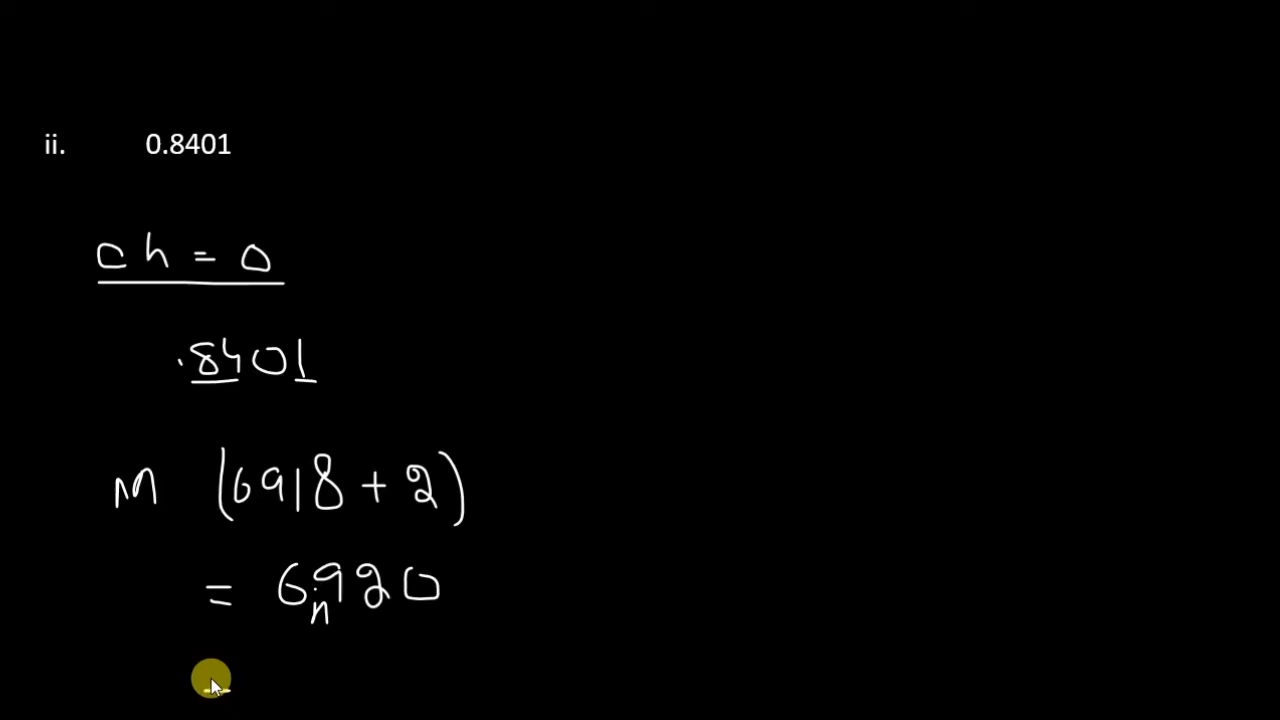 ii. 0.8401
ch = 0
.8401
M (6918 + 2)
= 6920
n